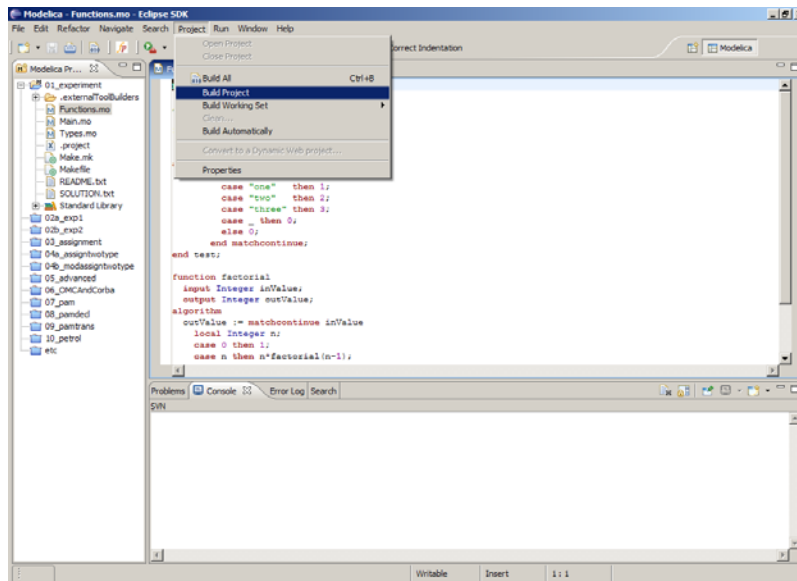 Modelica - Functions.mo - Eclipse SDK
File Edit Refactor Navigate Search Project Run Window Help
Correct Indentation
Modelica
Open Project
Close Project
Build All Ctrl+B
Build Project
Build Working Set
Clean...
Build Automatically
Convert to a Dynamic Web project...
Properties
Modelica Pr...
01_experiment
.externalToolBuilders
Functions.mo
Main.mo
Types.mo
.project
Make.mk
Makefile
README.txt
SOLUTION.txt
Standard Library
02a_exp1
02b_exp2
03_assignment
04a_assigntwotype
04b_modassigntwotype
05_advanced
06_OMCAndCorba
07_pam
08_pamdecl
09_pamtrans
10_petrol
etc
case "one" then 1;
case "two" then 2;
case "three" then 3;
case _ then 0;
else 0;
end matchcontinue;
end test;
function factorial
input Integer inValue;
output Integer outValue;
algorithm
outValue := matchcontinue inValue
local Integer n;
case 0 then 1;
case n then n*factorial(n-1);
Problems Console Error Log Search
SVN
Writable Insert 1 : 1